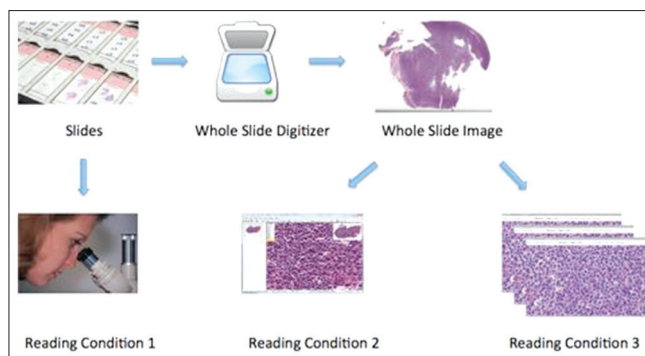 Slides
Whole Slide Digitizer
Whole Slide Image
Reading Condition 1
Reading Condition 2
Reading Condition 3